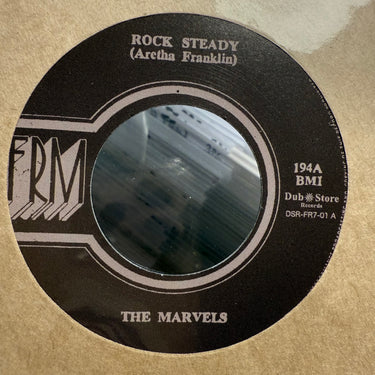 ROCK STEADY
(Aretha Franklin)
FRM
194A
BMI
Dub Store
Records
DSR-FR7-01 A
THE MARVELS